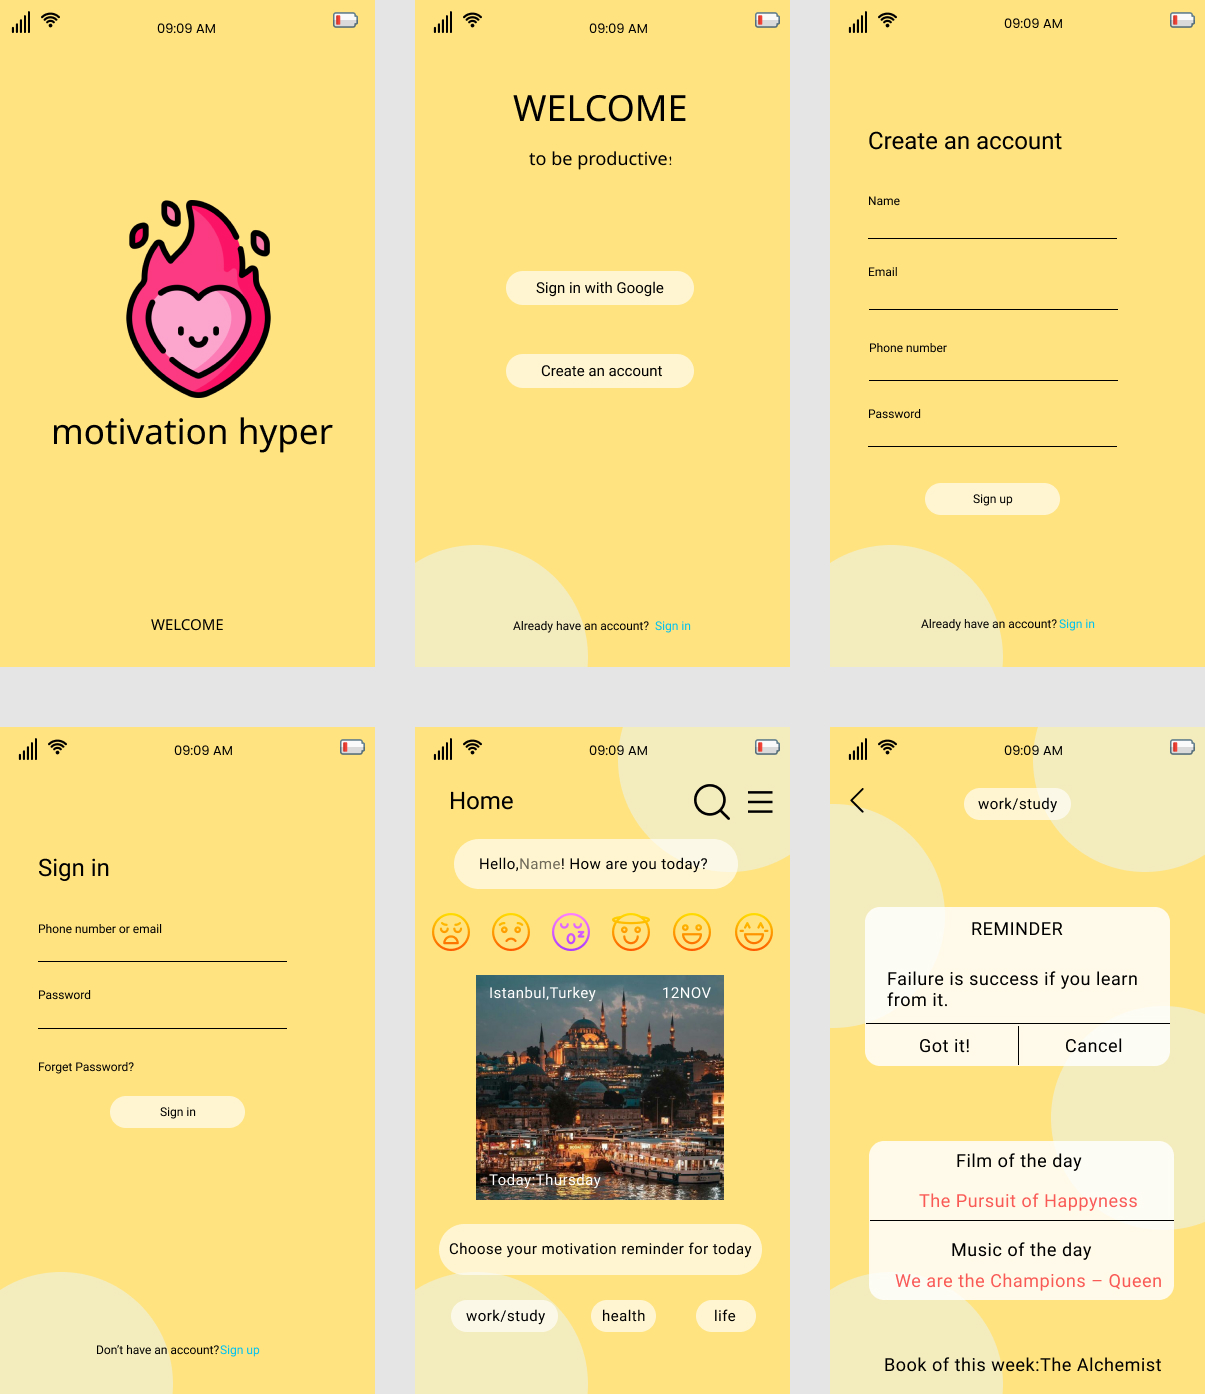 09:09 AM
motivation hyper
WELCOME
09:09 AM
WELCOME
to be productive!
Sign in with Google
Create an account
Already have an account? Sign in
09:09 AM
Create an account
Name
Email
Phone number
Password
Sign up
Already have an account? Sign in
09:09 AM
Sign in
Phone number or email
Password
Forget Password?
Sign in
Don't have an account? Sign up
09:09 AM
Home
Hello,Name! How are you today?
Istanbul,Turkey 12NOV
Today:Thursday
Choose your motivation reminder for today
work/study health life
09:09 AM
work/study
REMINDER
Failure is success if you learn
from it.
Got it! Cancel
Film of the day
The Pursuit of Happyness
Music of the day
We are the Champions – Queen
Book of this week:The Alchemist